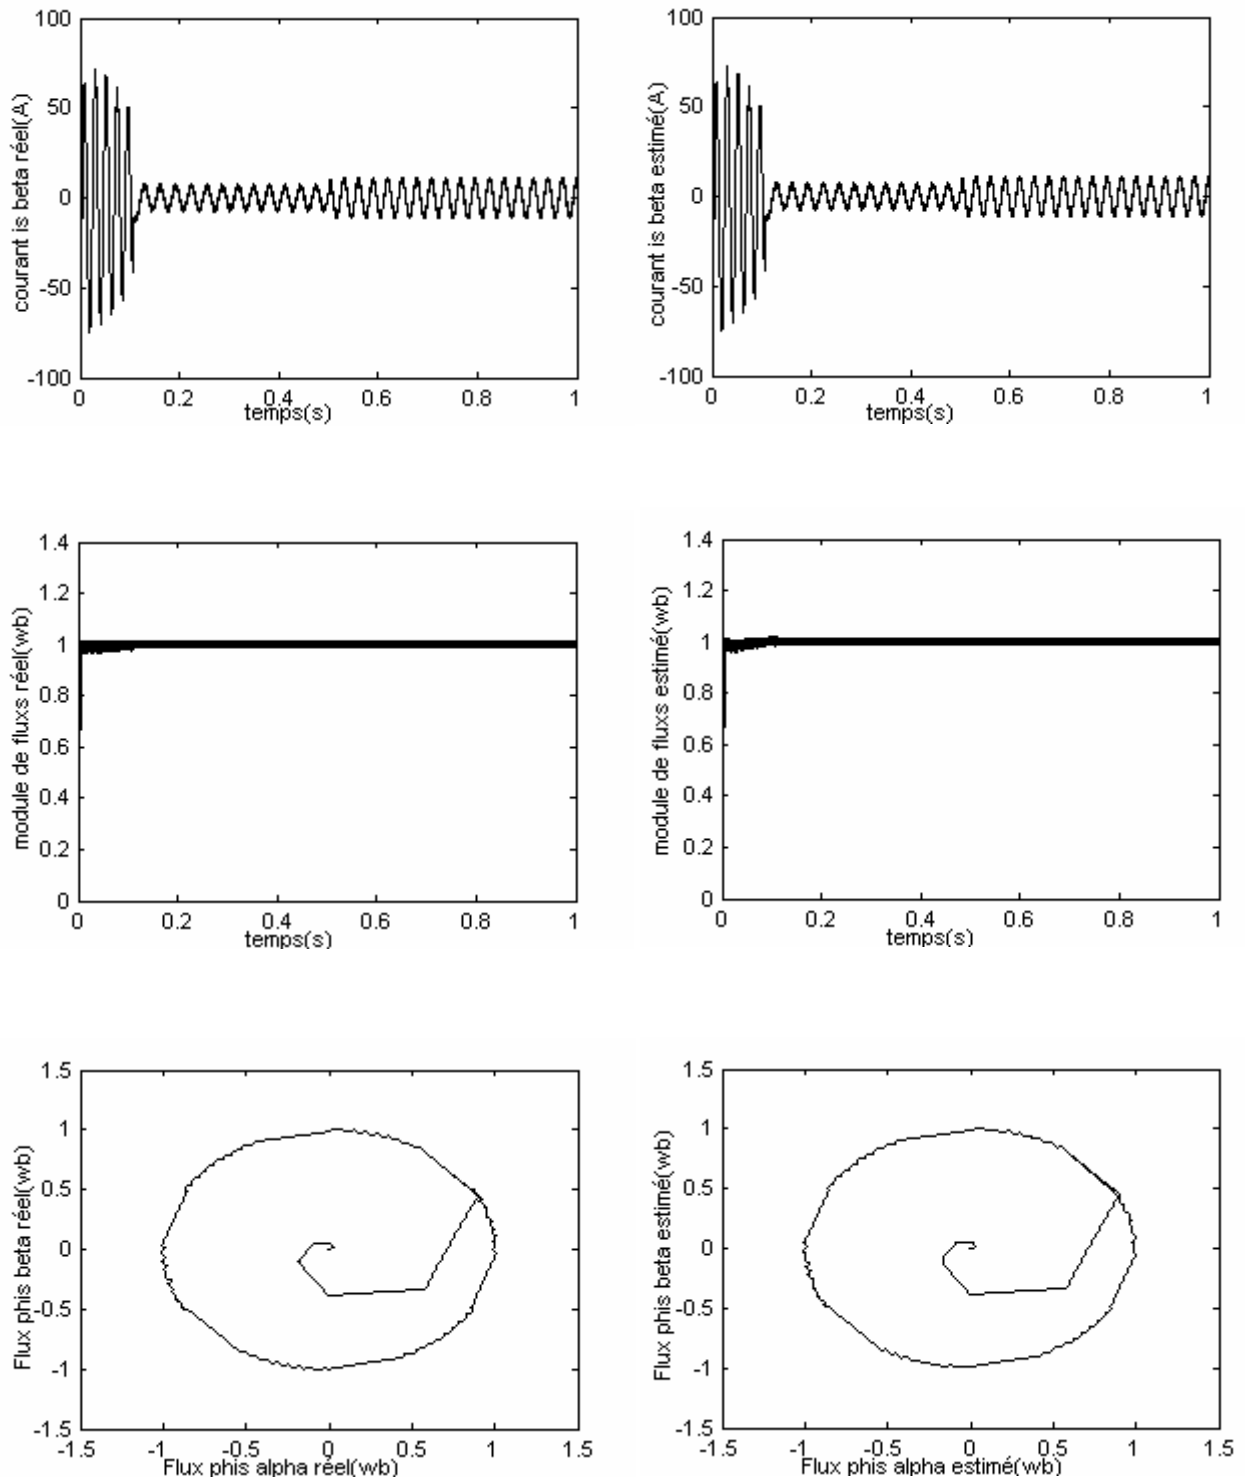 100
50
0
-50
-100
0 0.2 0.4 0.6 0.8 1
temps(s)
courant is beta réel(A)
100
50
0
-50
-100
0 0.2 0.4 0.6 0.8 1
temps(s)
courant is beta estimé(A)
1.4
1.2
1
0.8
0.6
0.4
0.2
0
0 0.2 0.4 0.6 0.8 1
temps(s)
module de fluxs réel(wb)
1.4
1.2
1
0.8
0.6
0.4
0.2
0
0 0.2 0.4 0.6 0.8 1
temps(s)
module de fluxs estimé(wb)
1.5
1
0.5
0
-0.5
-1
-1.5
-1.5 -1 -0.5 0 0.5 1 1.5
Flux phis alpha réel(wb)
Flux phis beta réel(wb)
1.5
1
0.5
0
-0.5
-1
-1.5
-1.5 -1 -0.5 0 0.5 1 1.5
Flux phis alpha estimé(wb)
Flux phis beta estimé(wb)